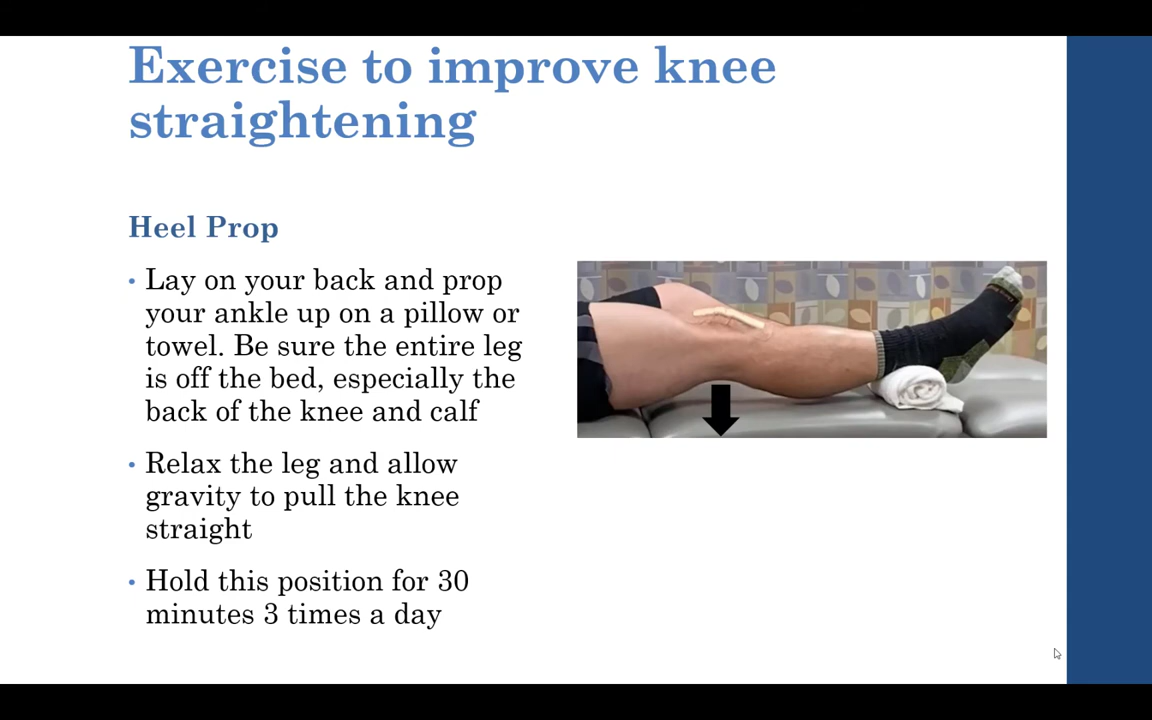 Exercise to improve knee
straightening
Heel Prop
• Lay on your back and prop
your ankle up on a pillow or
towel. Be sure the entire leg
is off the bed, especially the
back of the knee and calf
• Relax the leg and allow
gravity to pull the knee
straight
• Hold this position for 30
minutes 3 times a day